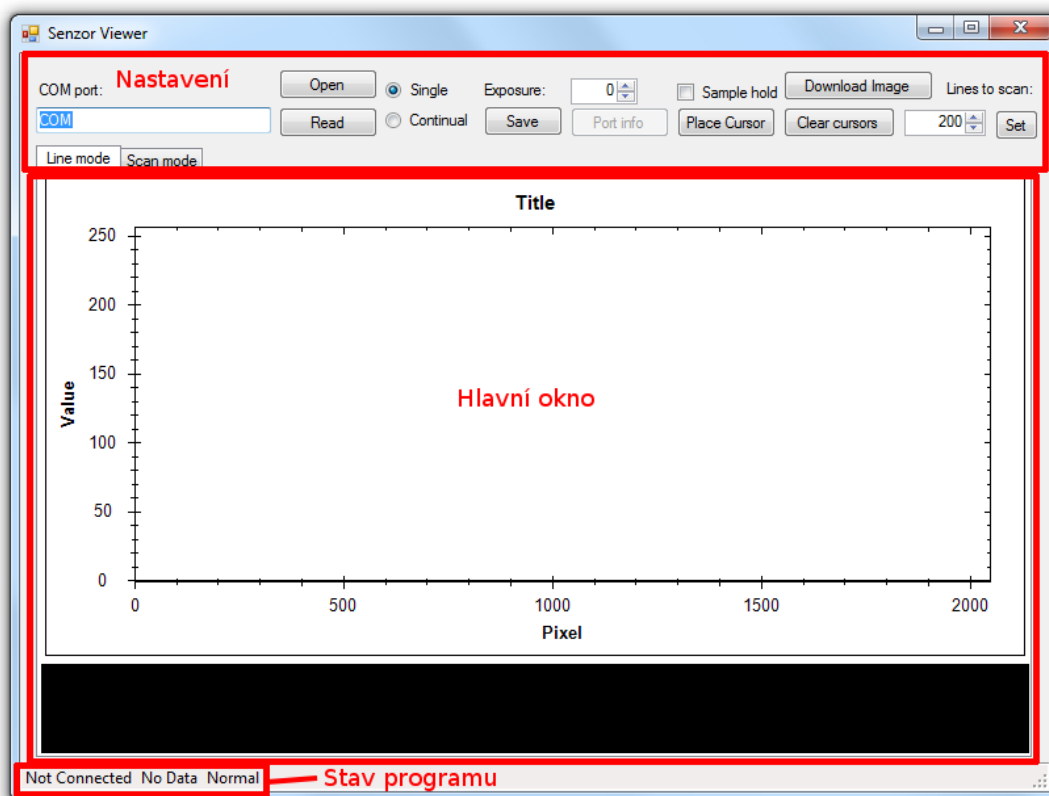 Senzor Viewer
COM port:
Nastavení
Open
Single
Exposure:
0
Sample hold
Download Image
Lines to scan:
COM
Read
Continual
Save
Port info
Place Cursor
Clear cursors
200
Set
Line mode
Scan mode
Title
250
200
150
100
50
0
Value
Hlavní okno
0
500
1000
1500
2000
Pixel
Not Connected No Data Normal
Stav programu